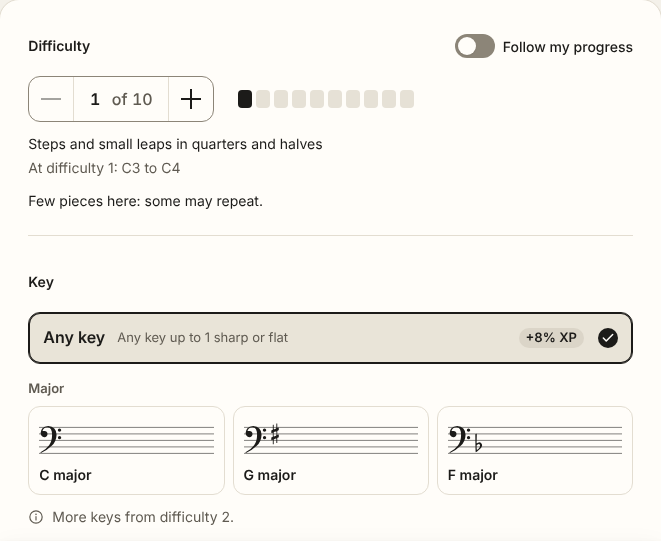 Difficulty
Follow my progress
1 of 10
Steps and small leaps in quarters and halves
At difficulty 1: C3 to C4
Few pieces here: some may repeat.
Key
Any key Any key up to 1 sharp or flat +8% XP
Major
C major G major F major
More keys from difficulty 2.